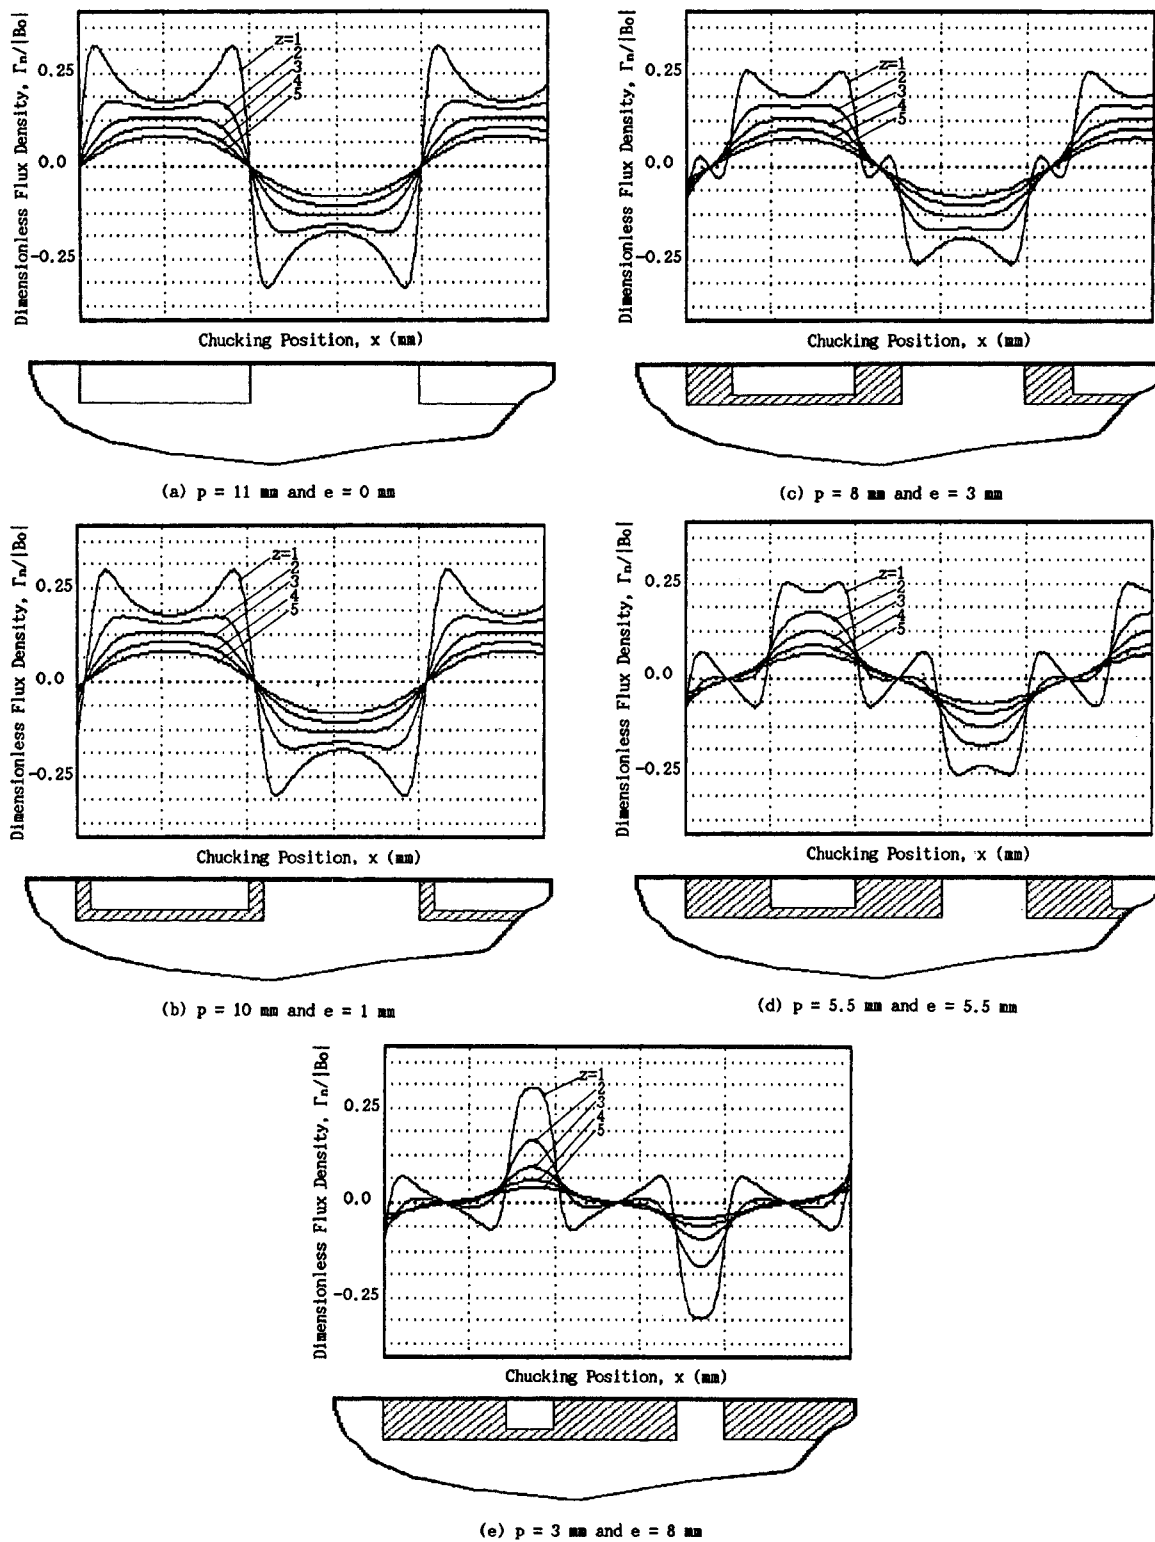 Dimensionless Flux Density, Γn/|Bo|
0.25
0.0
-0.25
z=1
2
3
4
5
Chucking Position, x (mm)
(a) p = 11 mm and e = 0 mm
Dimensionless Flux Density, Γn/|Bo|
0.25
0.0
-0.25
z=1
2
3
4
5
Chucking Position, x (mm)
(c) p = 8 mm and e = 3 mm
Dimensionless Flux Density, Γn/|Bo|
0.25
0.0
-0.25
z=1
2
3
4
5
Chucking Position, x (mm)
(b) p = 10 mm and e = 1 mm
Dimensionless Flux Density, Γn/|Bo|
0.25
0.0
-0.25
z=1
2
3
4
5
Chucking Position, x (mm)
(d) p = 5.5 mm and e = 5.5 mm
Dimensionless Flux Density, Γn/|Bo|
0.25
0.0
-0.25
z=1
2
3
4
5
Chucking Position, x (mm)
(e) p = 3 mm and e = 8 mm